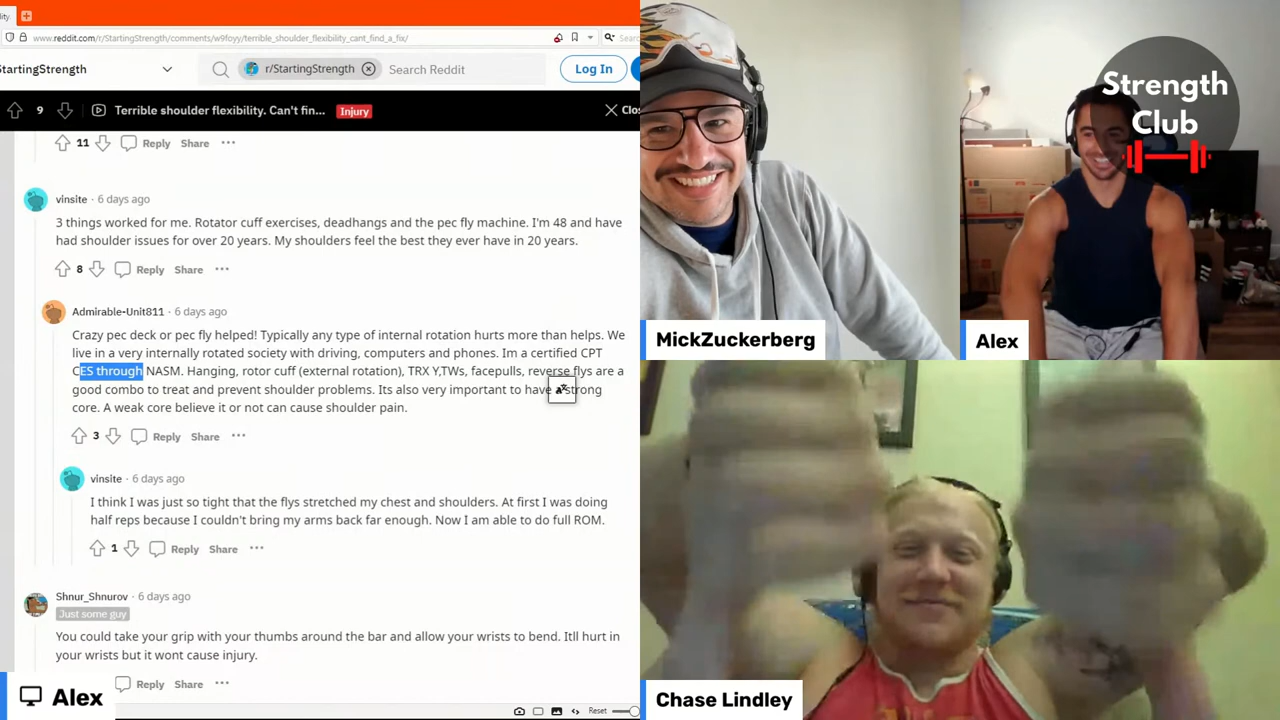 ility
www.reddit.com/r/StartingStrength/comments/w9foyy/terrible_shoulder_flexibility_cant_find_a_fix/
Sear
StartingStrength
r/StartingStrength
Search Reddit
Log In
9
Terrible shoulder flexibility. Can't fin...
Injury
Clo
11 Reply Share
vinsite · 6 days ago
3 things worked for me. Rotator cuff exercises, deadhangs and the pec fly machine. I'm 48 and have
had shoulder issues for over 20 years. My shoulders feel the best they ever have in 20 years.
8 Reply Share
Admirable-Unit811 · 6 days ago
Crazy pec deck or pec fly helped! Typically any type of internal rotation hurts more than helps. We
live in a very internally rotated society with driving, computers and phones. Im a certified CPT
CES through NASM. Hanging, rotor cuff (external rotation), TRX Y,TWs, facepulls, reverse flys are a
good combo to treat and prevent shoulder problems. Its also very important to have a strong
core. A weak core believe it or not can cause shoulder pain.
3 Reply Share
vinsite · 6 days ago
I think I was just so tight that the flys stretched my chest and shoulders. At first I was doing
half reps because I couldn't bring my arms back far enough. Now I am able to do full ROM.
1 Reply Share
Shnur_Shnurov · 6 days ago
Just some guy
You could take your grip with your thumbs around the bar and allow your wrists to bend. Itll hurt in
your wrists but it wont cause injury.
Reply Share
Alex
Reset
Strength
Club
MickZuckerberg
Alex
Chase Lindley